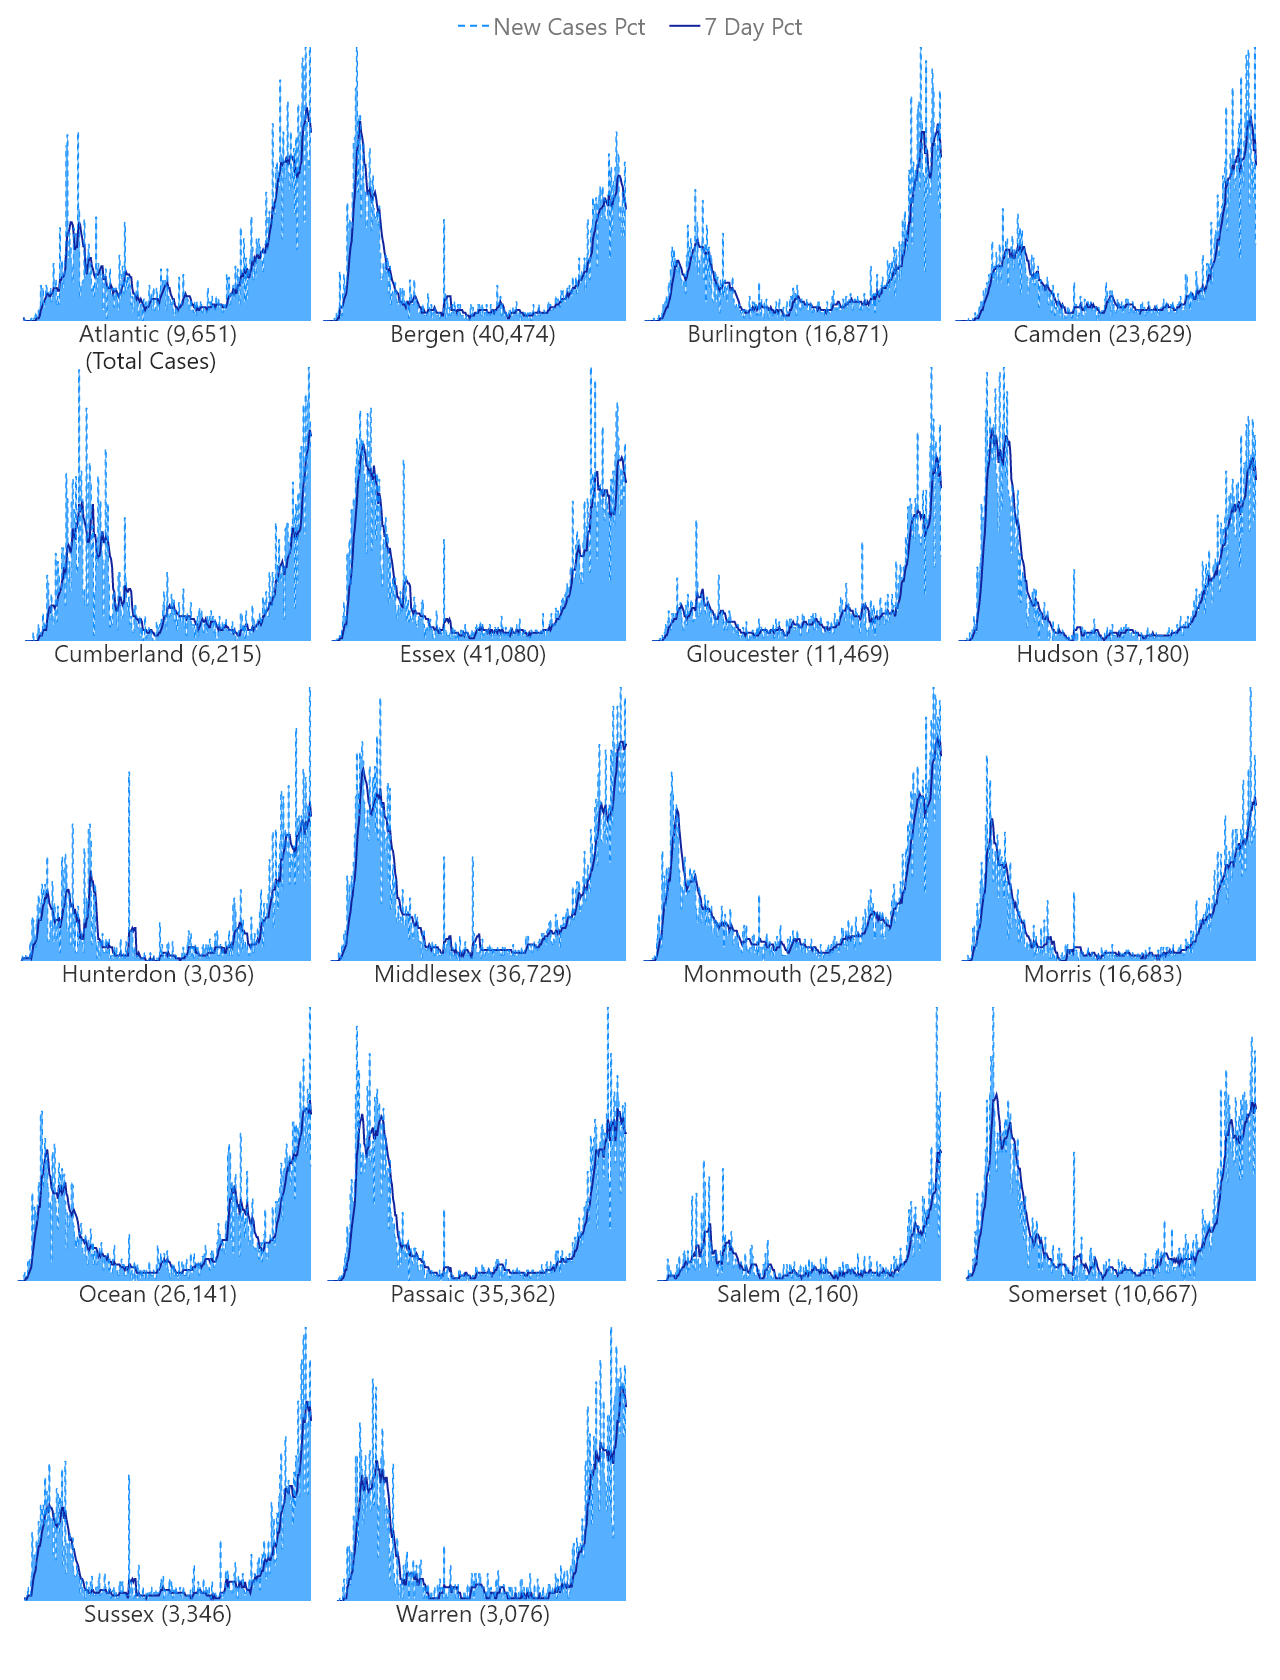 New Cases Pct 7 Day Pct
Atlantic (9,651) Bergen (40,474) Burlington (16,871) Camden (23,629)
(Total Cases)
Cumberland (6,215) Essex (41,080) Gloucester (11,469) Hudson (37,180)
Hunterdon (3,036) Middlesex (36,729) Monmouth (25,282) Morris (16,683)
Ocean (26,141) Passaic (35,362) Salem (2,160) Somerset (10,667)
Sussex (3,346) Warren (3,076)